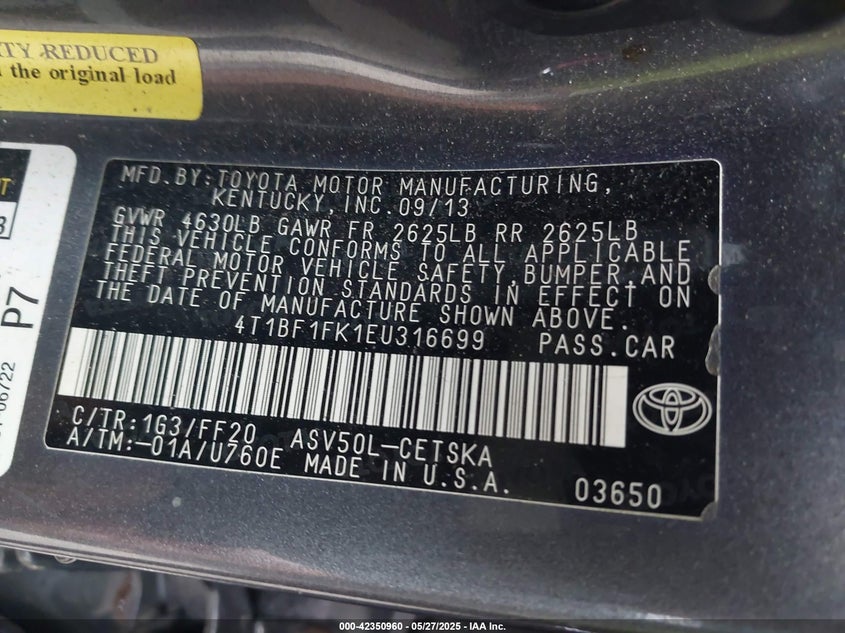 TY REDUCED
the original load
MFD.BY:TOYOTA MOTOR MANUFACTURING,
KENTUCKY,INC.09/13
GVWR 4630LB GAWR FR 2625LB RR 2625LB
THIS VEHICLE CONFORMS TO ALL APPLICABLE
FEDERAL MOTOR VEHICLE SAFETY,BUMPER,AND
THEFT PREVENTION STANDARDS IN EFFECT ON
THE DATE OF MANUFACTURE SHOWN ABOVE.
4T1BF1FK1EU316699 PASS.CAR
C/TR:1G3/FF20 ASV50L-CETSKA
A/TM:-01A/U760E MADE IN U.S.A.
03650
P7
06722
000-42350960 - 05/27/2025 - IAA Inc.